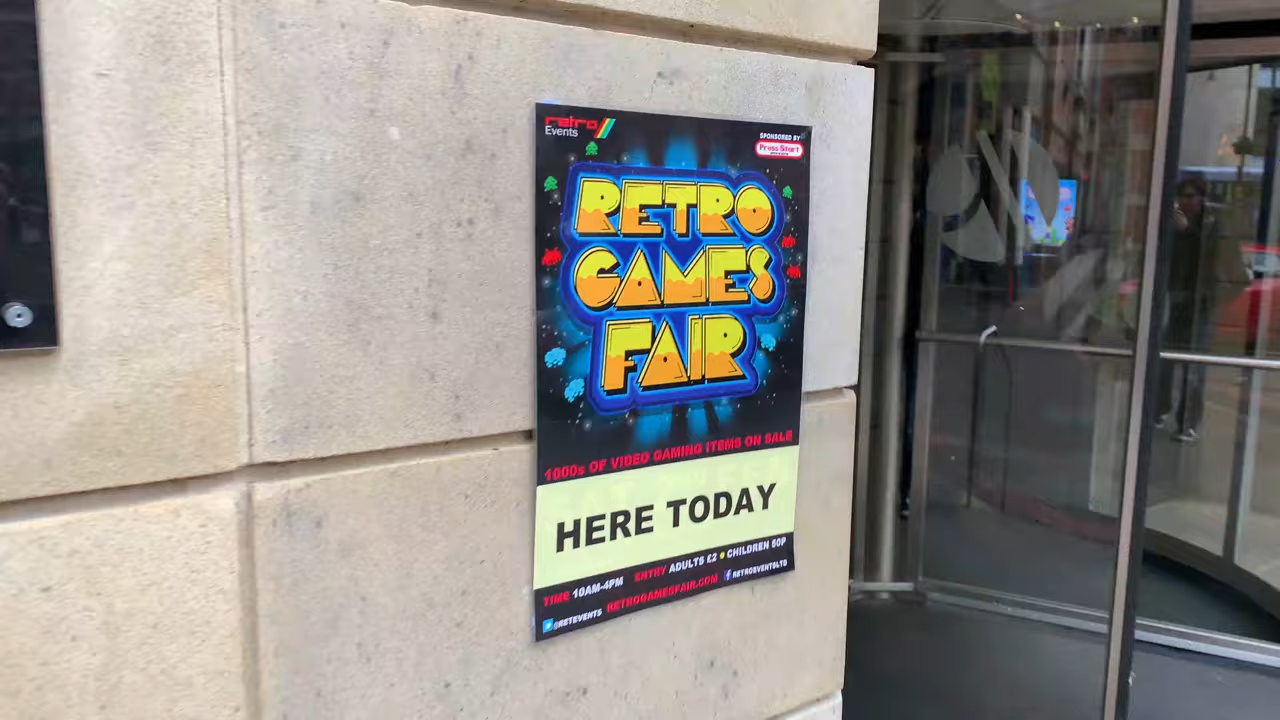 retro
Events
SPONSORED BY
Press Start
RETRO
GAMES
FAIR
1000s OF VIDEO GAMING ITEMS ON SALE
HERE TODAY
TIME 10AM-4PM ENTRY ADULTS £2 CHILDREN 50P
@RETEVENTS RETROGAMESFAIR.COM RETROEVENTSLTD